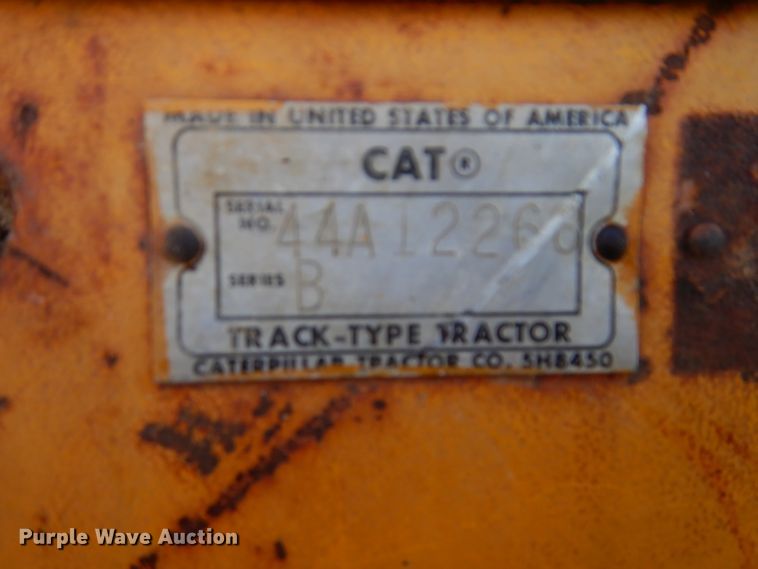 MADE IN UNITED STATES OF AMERICA
CAT®
SERIAL NO. 44A12268
SERIES B
TRACK-TYPE TRACTOR
CATERPILLAR TRACTOR CO. 5H8450
Purple Wave Auction